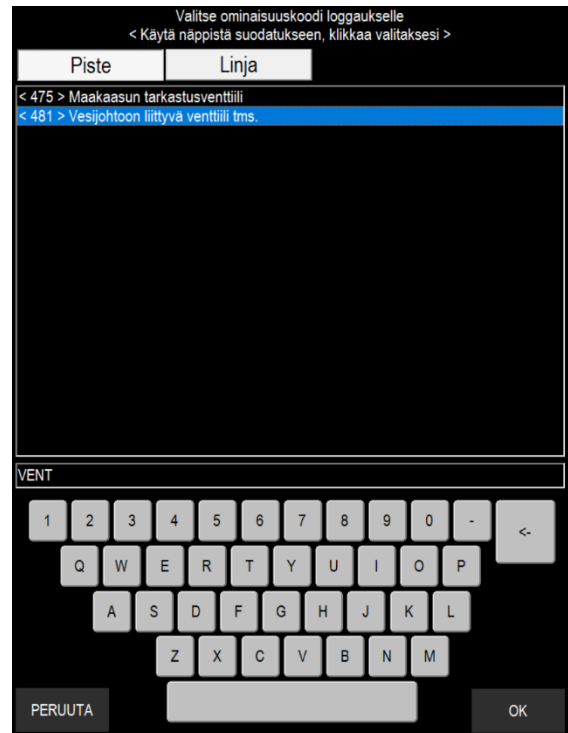 Valitse ominaisuuskoodi loggaukselle
< Käytä näppistä suodatukseen, klikkaa valitaksesi >
Piste Linja
< 475 > Maakaasun tarkastusventtiili
< 481 > Vesijohtoon liittyvä venttiili tms.
VENT
1 2 3 4 5 6 7 8 9 0 - <-
Q W E R T Y U I O P
A S D F G H J K L
Z X C V B N M
PERUUTA OK